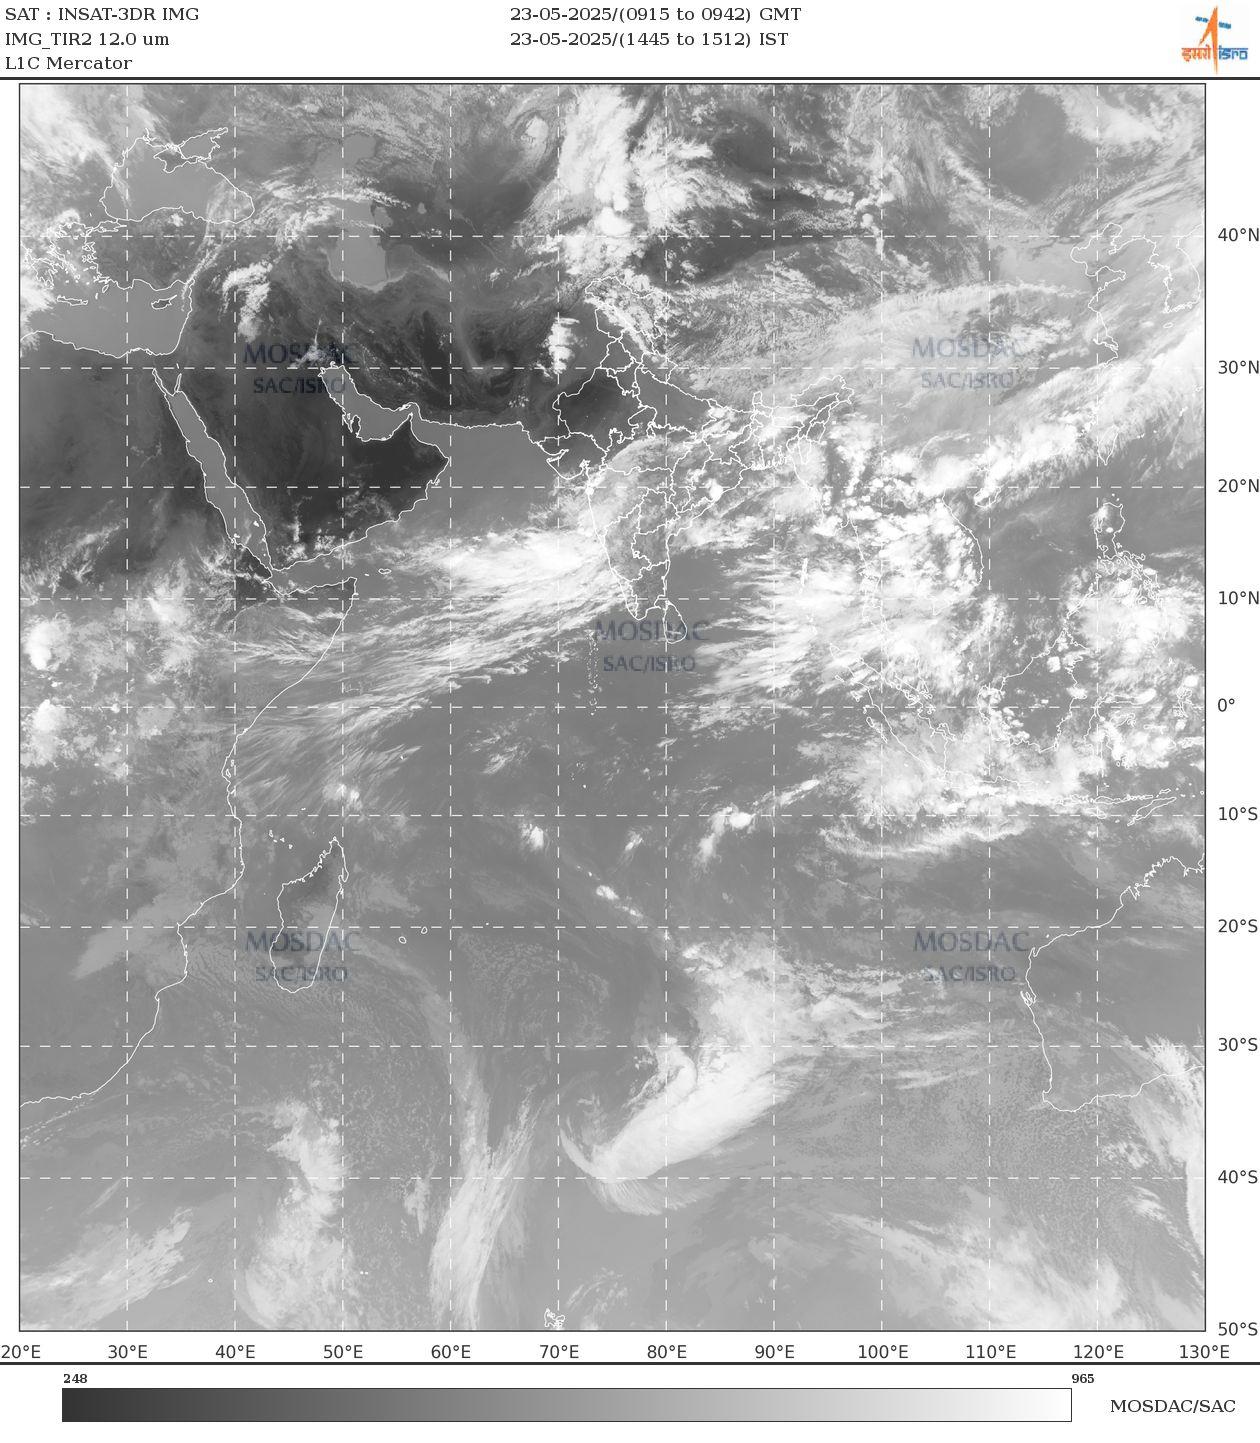 SAT : INSAT-3DR IMG
IMG_TIR2 12.0 um
L1C Mercator
23-05-2025/(0915 to 0942) GMT
23-05-2025/(1445 to 1512) IST
इसरो isro
40°N
30°N
20°N
10°N
0°
10°S
20°S
30°S
40°S
50°S
MOSDAC
SAC/ISRO
MOSDAC
SAC/ISRO
MOSDAC
SAC/ISRO
MOSDAC
SAC/ISRO
MOSDAC
SAC/ISRO
20°E 30°E 40°E 50°E 60°E 70°E 80°E 90°E 100°E 110°E 120°E 130°E
248
965
MOSDAC/SAC